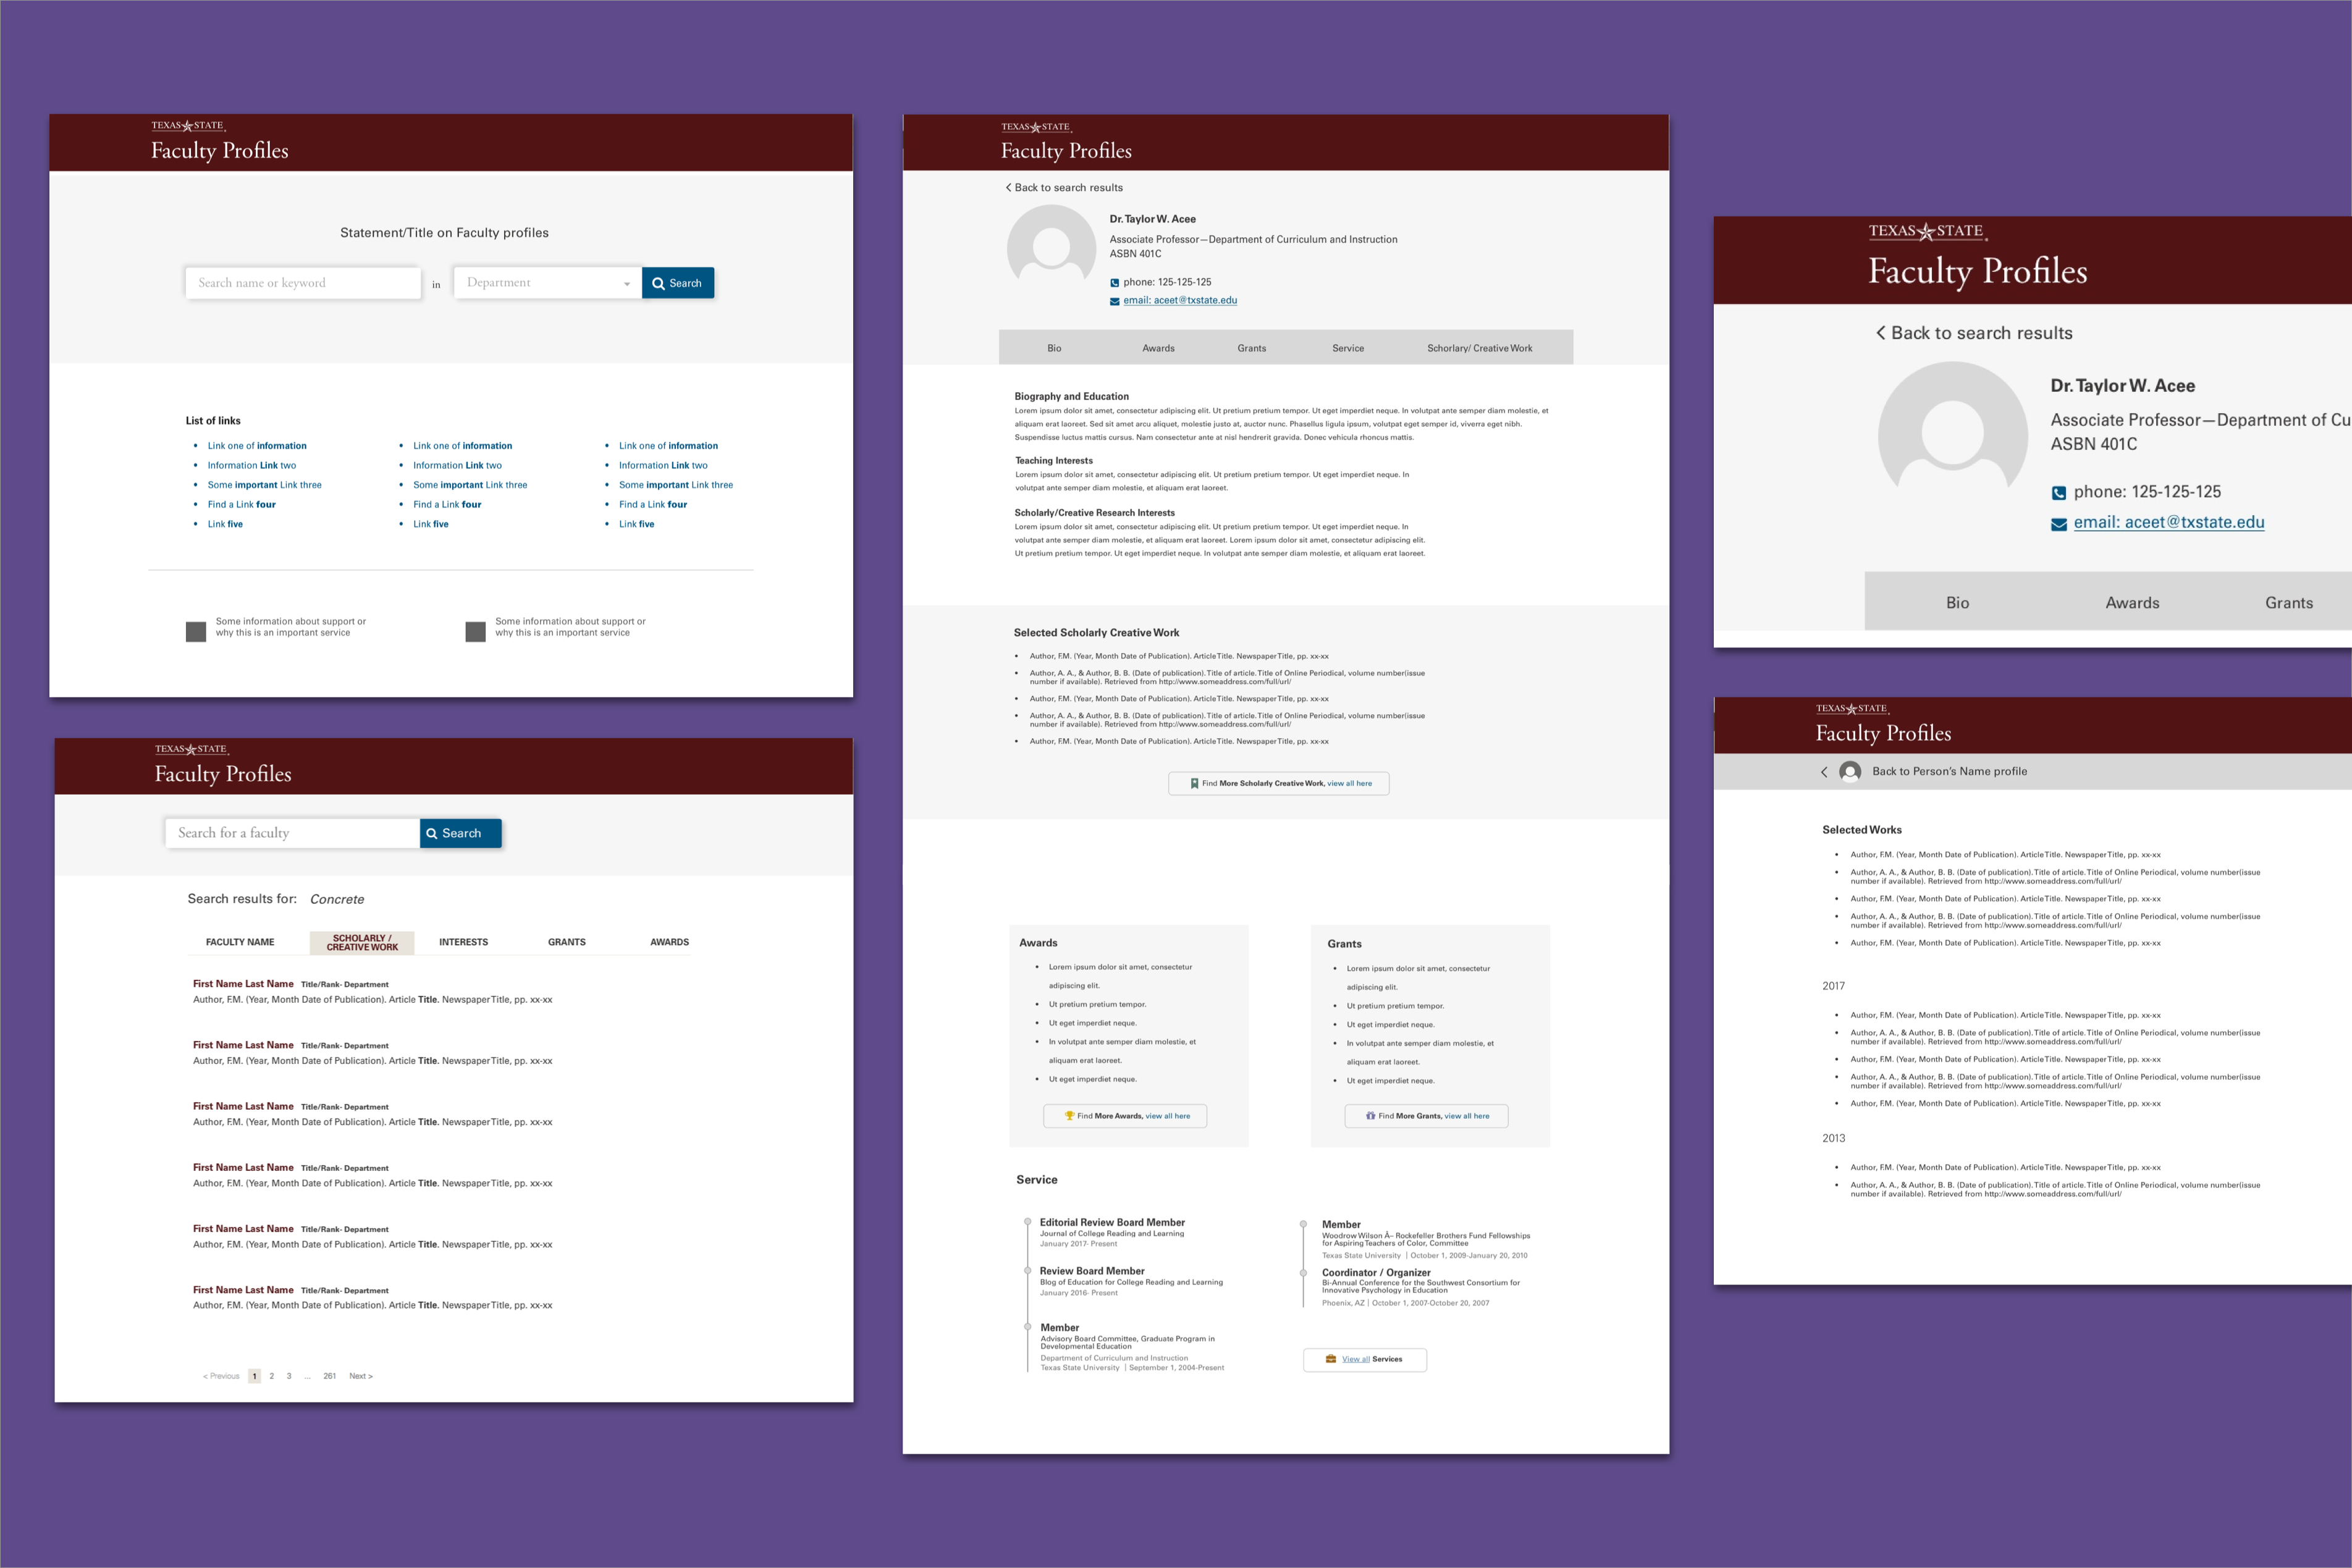 TEXAS STATE
Faculty Profiles
Statement/Title on Faculty profiles
Search name or keyword
in
Department
Search
List of links
Link one of information
Information Link two
Some important Link three
Find a Link four
Link five
Link one of information
Information Link two
Some important Link three
Find a Link four
Link five
Link one of information
Information Link two
Some important Link three
Find a Link four
Link five
Some information about support or
why this is an important service
Some information about support or
why this is an important service
TEXAS STATE
Faculty Profiles
Search for a faculty
Search
Search results for: Concrete
FACULTY NAME
SCHOLARLY /
CREATIVE WORK
INTERESTS
GRANTS
AWARDS
First Name Last Name Title/Rank- Department
Author, F.M. (Year, Month Date of Publication). Article Title. Newspaper Title, pp. xx-xx
First Name Last Name Title/Rank- Department
Author, F.M. (Year, Month Date of Publication). Article Title. Newspaper Title, pp. xx-xx
First Name Last Name Title/Rank- Department
Author, F.M. (Year, Month Date of Publication). Article Title. Newspaper Title, pp. xx-xx
First Name Last Name Title/Rank- Department
Author, F.M. (Year, Month Date of Publication). Article Title. Newspaper Title, pp. xx-xx
First Name Last Name Title/Rank- Department
Author, F.M. (Year, Month Date of Publication). Article Title. Newspaper Title, pp. xx-xx
First Name Last Name Title/Rank- Department
Author, F.M. (Year, Month Date of Publication). Article Title. Newspaper Title, pp. xx-xx
< Previous 1 2 3 ... 261 Next >
TEXAS STATE
Faculty Profiles
Back to search results
Dr. Taylor W. Acee
Associate Professor—Department of Curriculum and Instruction
ASBN 401C
phone: 125-125-125
email: aceet@txstate.edu
Bio
Awards
Grants
Service
Schorlary/ Creative Work
Biography and Education
Lorem ipsum dolor sit amet, consectetur adipiscing elit. Ut pretium pretium tempor. Ut eget imperdiet neque. In volutpat ante semper diam molestie, et
aliquam erat laoreet. Sed sit amet arcu aliquet, molestie justo at, auctor nunc. Phasellus ligula ipsum, volutpat eget semper id, viverra eget nibh.
Suspendisse luctus mattis cursus. Nam consectetur ante at nisl hendrerit gravida. Donec vehicula rhoncus mattis.
Teaching Interests
Lorem ipsum dolor sit amet, consectetur adipiscing elit. Ut pretium pretium tempor. Ut eget imperdiet neque. In
volutpat ante semper diam molestie, et aliquam erat laoreet.
Scholarly/Creative Research Interests
Lorem ipsum dolor sit amet, consectetur adipiscing elit. Ut pretium pretium tempor. Ut eget imperdiet neque. In
volutpat ante semper diam molestie, et aliquam erat laoreet. Lorem ipsum dolor sit amet, consectetur adipiscing elit.
Ut pretium pretium tempor. Ut eget imperdiet neque. In volutpat ante semper diam molestie, et aliquam erat laoreet.
Selected Scholarly Creative Work
Author, F.M. (Year, Month Date of Publication). Article Title. Newspaper Title, pp. xx-xx
Author, A. A., & Author, B. B. (Date of publication). Title of article. Title of Online Periodical, volume number(issue
number if available). Retrieved from http://www.someaddress.com/full/url/
Author, F.M. (Year, Month Date of Publication). Article Title. Newspaper Title, pp. xx-xx
Author, A. A., & Author, B. B. (Date of publication). Title of article. Title of Online Periodical, volume number(issue
number if available). Retrieved from http://www.someaddress.com/full/url/
Author, F.M. (Year, Month Date of Publication). Article Title. Newspaper Title, pp. xx-xx
Find More Scholarly Creative Work, view all here
Awards
Lorem ipsum dolor sit amet, consectetur
adipiscing elit.
Ut pretium pretium tempor.
Ut eget imperdiet neque.
In volutpat ante semper diam molestie, et
aliquam erat laoreet.
Ut eget imperdiet neque.
Find More Awards, view all here
Grants
Lorem ipsum dolor sit amet, consectetur
adipiscing elit.
Ut pretium pretium tempor.
Ut eget imperdiet neque.
In volutpat ante semper diam molestie, et
aliquam erat laoreet.
Ut eget imperdiet neque.
Find More Grants, view all here
Service
Editorial Review Board Member
Journal of College Reading and Learning
January 2017- Present
Review Board Member
Blog of Education for College Reading and Learning
January 2016- Present
Member
Advisory Board Committee, Graduate Program in
Developmental Education
Department of Curriculum and Instruction
Texas State University | September 1, 2004-Present
Member
Woodrow Wilson Â– Rockefeller Brothers Fund Fellowships
for Aspiring Teachers of Color, Committee
Texas State University | October 1, 2009-January 20, 2010
Coordinator / Organizer
Bi-Annual Conference for the Southwest Consortium for
Innovative Psychology in Education
Phoenix, AZ | October 1, 2007-October 20, 2007
View all Services
TEXAS STATE
Faculty Profiles
Back to search results
Dr. Taylor W. Acee
Associate Professor—Department of Cu
ASBN 401C
phone: 125-125-125
email: aceet@txstate.edu
Bio
Awards
Grants
TEXAS STATE
Faculty Profiles
Back to Person's Name profile
Selected Works
Author, F.M. (Year, Month Date of Publication). Article Title. Newspaper Title, pp. xx-xx
Author, A. A., & Author, B. B. (Date of publication). Title of article. Title of Online Periodical, volume number(issue
number if available). Retrieved from http://www.someaddress.com/full/url/
Author, F.M. (Year, Month Date of Publication). Article Title. Newspaper Title, pp. xx-xx
Author, A. A., & Author, B. B. (Date of publication). Title of article. Title of Online Periodical, volume number(issue
number if available). Retrieved from http://www.someaddress.com/full/url/
Author, F.M. (Year, Month Date of Publication). Article Title. Newspaper Title, pp. xx-xx
2017
Author, F.M. (Year, Month Date of Publication). Article Title. Newspaper Title, pp. xx-xx
Author, A. A., & Author, B. B. (Date of publication). Title of article. Title of Online Periodical, volume number(issue
number if available). Retrieved from http://www.someaddress.com/full/url/
Author, F.M. (Year, Month Date of Publication). Article Title. Newspaper Title, pp. xx-xx
Author, A. A., & Author, B. B. (Date of publication). Title of article. Title of Online Periodical, volume number(issue
number if available). Retrieved from http://www.someaddress.com/full/url/
Author, F.M. (Year, Month Date of Publication). Article Title. Newspaper Title, pp. xx-xx
2013
Author, F.M. (Year, Month Date of Publication). Article Title. Newspaper Title, pp. xx-xx
Author, A. A., & Author, B. B. (Date of publication). Title of article. Title of Online Periodical, volume number(issue
number if available). Retrieved from http://www.someaddress.com/full/url/